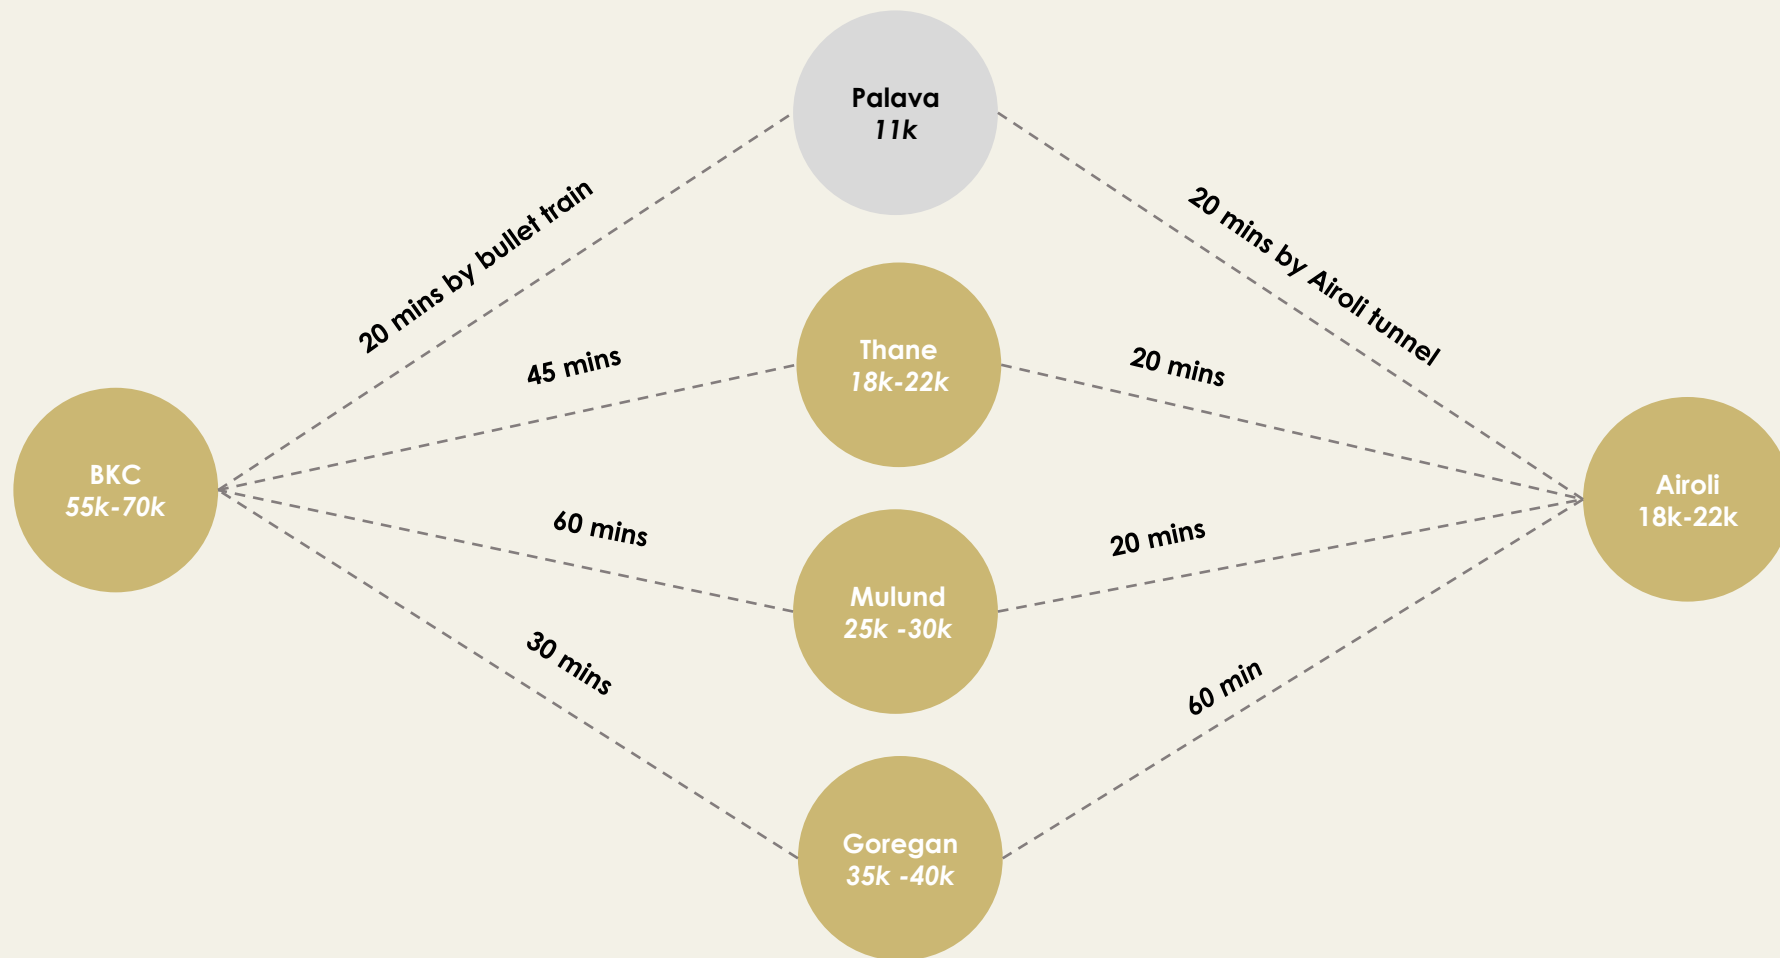 Palava
11k
20 mins by bullet train
20 mins by Airoli tunnel
Thane
18k-22k
45 mins
20 mins
BKC
55k-70k
Airoli
18k-22k
60 mins
20 mins
Mulund
25k -30k
30 mins
60 min
Goregan
35k -40k